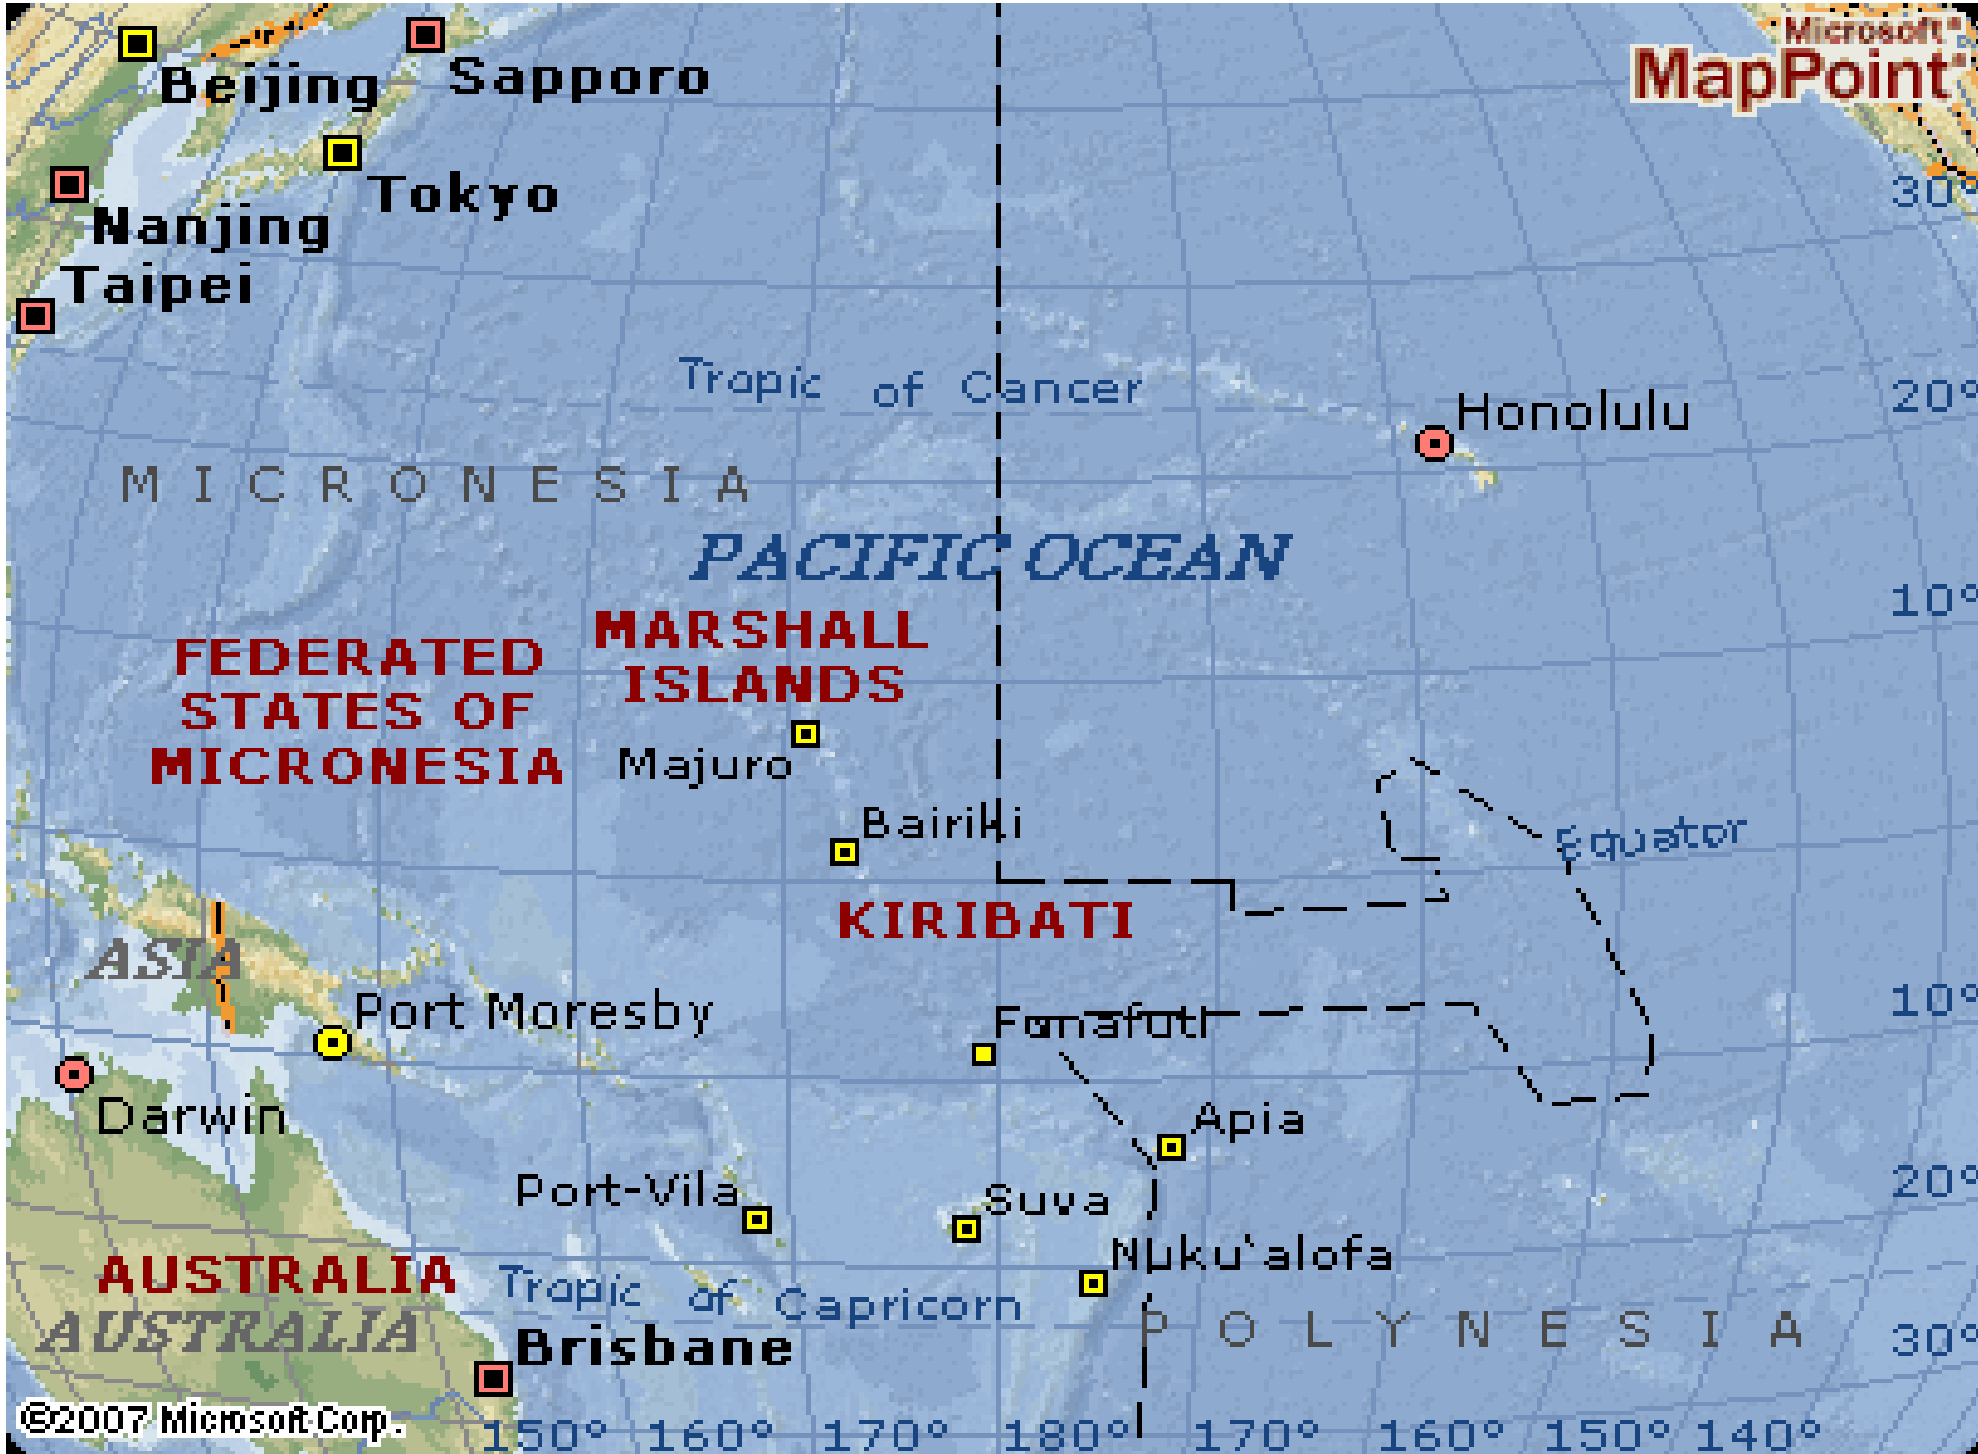 Microsoft®
MapPoint®
Beijing
Sapporo
Tokyo
30°
Nanjing
Taipei
Tropic of Cancer
20°
Honolulu
MICRONESIA
PACIFIC OCEAN
10°
MARSHALL
ISLANDS
FEDERATED
STATES OF
MICRONESIA
Majuro
Bairiki
Equator
KIRIBATI
ASIA
10°
Port Moresby
Funafuti
Darwin
Apia
20°
Port-Vila
Suva
Nuku'alofa
AUSTRALIA
Tropic of Capricorn
AUSTRALIA
POLYNESIA
30°
Brisbane
©2007 Microsoft Corp.
150° 160° 170° 180° 170° 160° 150° 140°